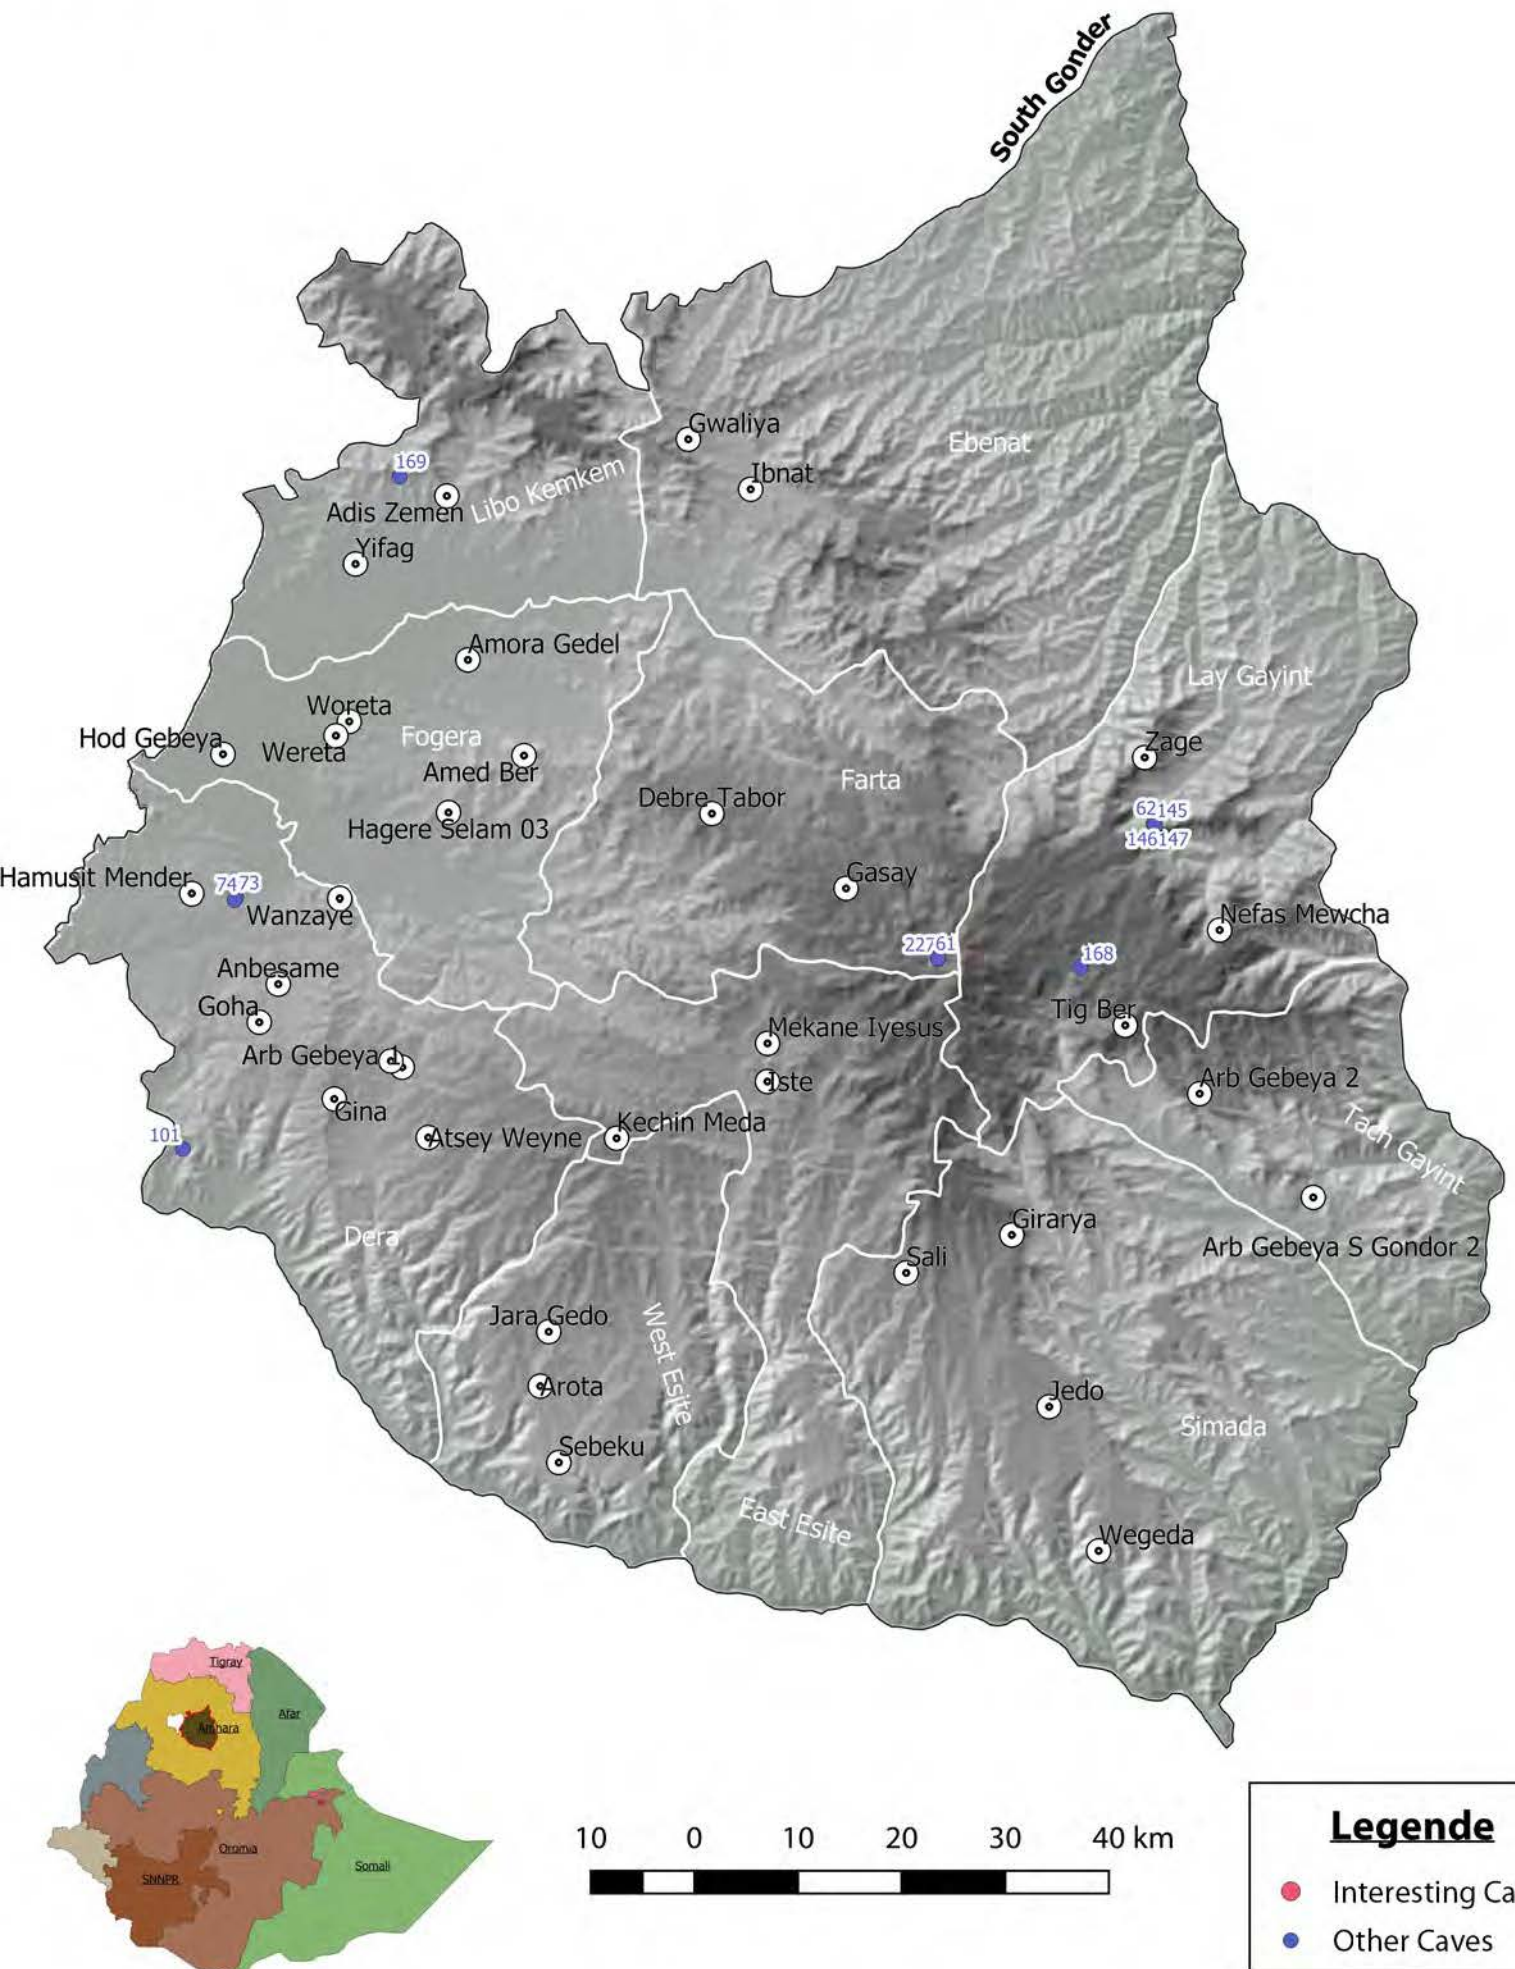 South Gonder
Gwaliya
Ebenat
169
Ibnat
Libo Kemkem
Adis Zemen
Yifag
Amora Gedel
Lay Gayint
Woreta
Hod Gebeya
Fogera
Wereta
Zage
Amed Ber
Farta
Debre Tabor
62145
Hagere Selam 03
146147
Hamusit Mender
7473
Gasay
Wanzaye
Nefas Mewcha
22761
168
Anbesame
Goha
Tig Ber
Mekane Iyesus
Arb Gebeya 1
Iste
Arb Gebeya 2
Gina
Kechin Meda
101
Atsey Weyne
Tach Gayint
Girarya
Dera
Arb Gebeya S Gondor 2
Sali
Jara Gedo
West Esite
Arota
Jedo
Simada
Sebeku
East Esite
Wegeda
Tigray
Afar
Amhara
Oromia
Somali
SNNPR
10 0 10 20 30 40 km
Legende
Interesting Ca
Other Caves